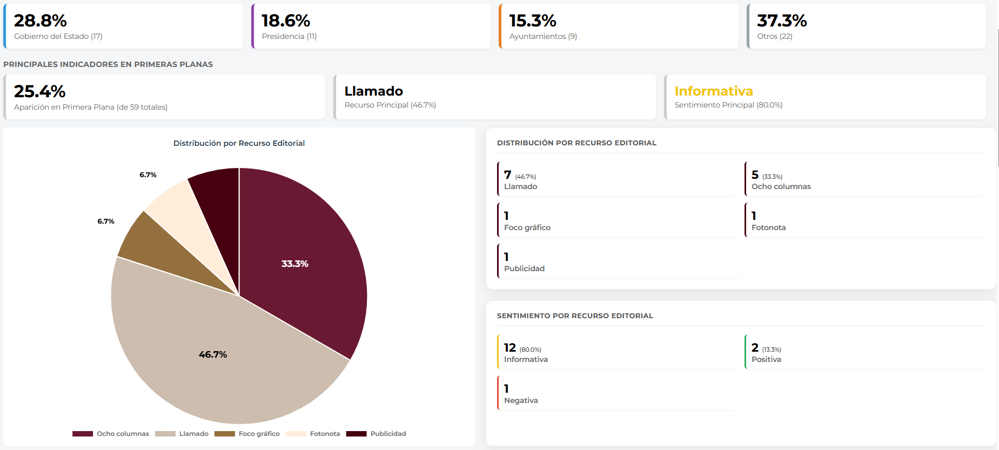 28.8%
Gobierno del Estado (17)
18.6%
Presidencia (11)
15.3%
Ayuntamientos (9)
37.3%
Otros (22)
PRINCIPALES INDICADORES EN PRIMERAS PLANAS
25.4%
Aparición en Primera Plana (de 59 totales)
Llamado
Recurso Principal (46.7%)
Informativa
Sentimiento Principal (80.0%)
Distribución por Recurso Editorial
6.7%
6.7%
33.3%
46.7%
Ocho columnas Llamado Foco gráfico Fotonota Publicidad
DISTRIBUCIÓN POR RECURSO EDITORIAL
7 (46.7%)
Llamado
5 (33.3%)
Ocho columnas
1
Foco gráfico
1
Fotonota
1
Publicidad
SENTIMIENTO POR RECURSO EDITORIAL
12 (80.0%)
Informativa
2 (13.3%)
Positiva
1
Negativa